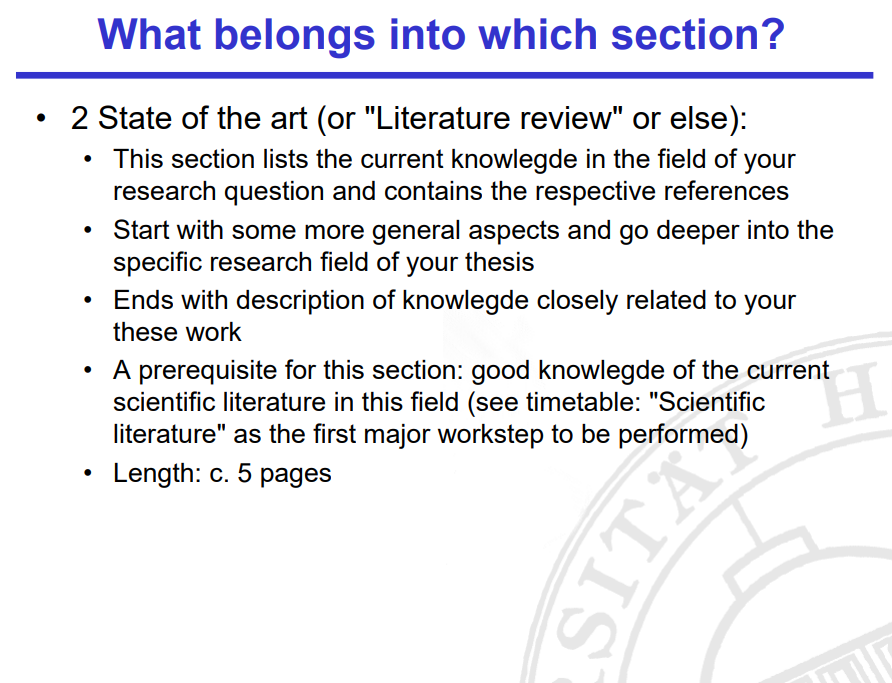 What belongs into which section?
• 2 State of the art (or "Literature review" or else):
• This section lists the current knowlegde in the field of your
research question and contains the respective references
• Start with some more general aspects and go deeper into the
specific research field of your thesis
• Ends with description of knowlegde closely related to your
these work
• A prerequisite for this section: good knowlegde of the current
scientific literature in this field (see timetable: "Scientific
literature" as the first major workstep to be performed)
• Length: c. 5 pages
ERSITÄT H